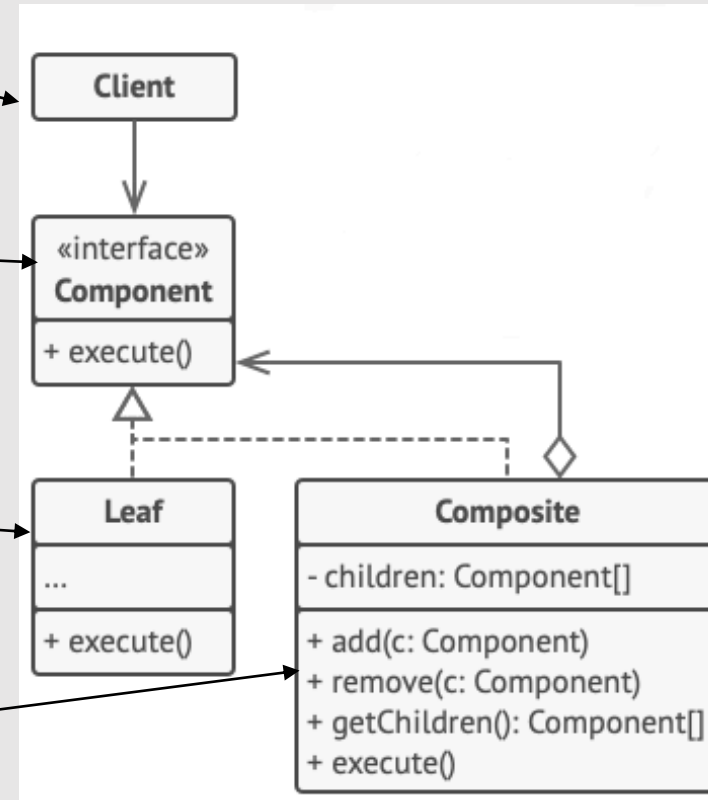 Client
«interface»
Component
+ execute()
Leaf
...
+ execute()
Composite
- children: Component[]
+ add(c: Component)
+ remove(c: Component)
+ getChildren(): Component[]
+ execute()